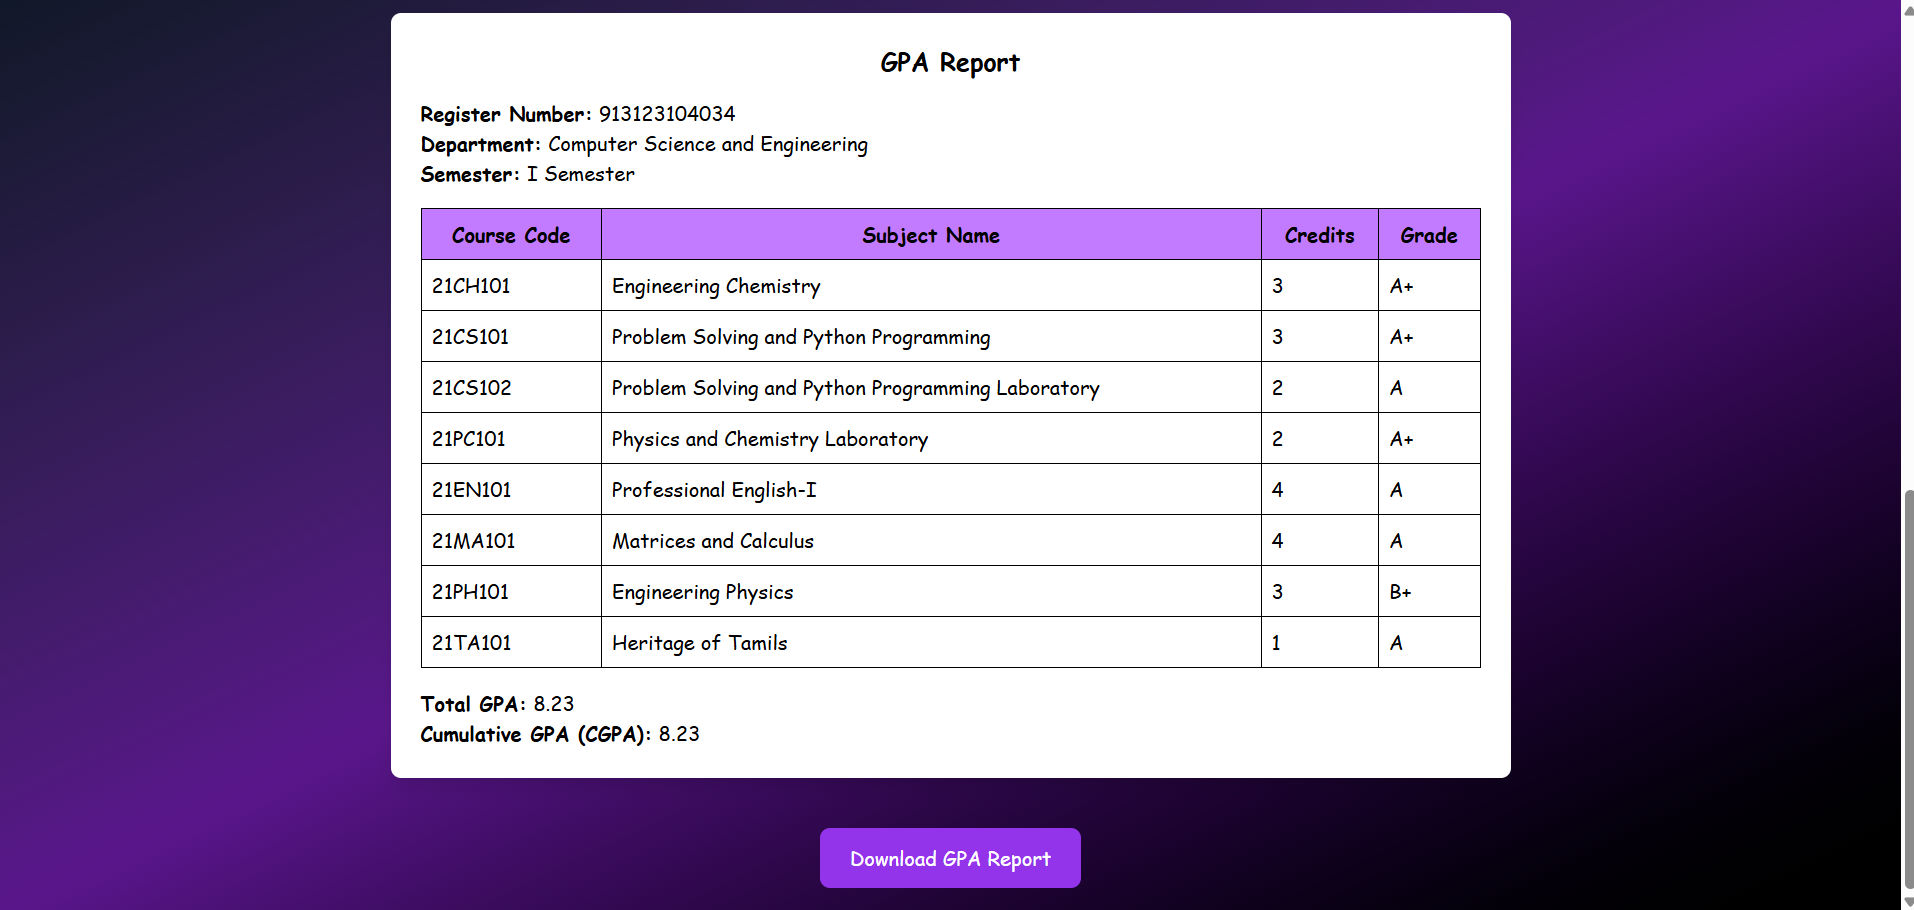 GPA Report
Register Number: 913123104034
Department: Computer Science and Engineering
Semester: I Semester
Course Code Subject Name Credits Grade
21CH101 Engineering Chemistry 3 A+
21CS101 Problem Solving and Python Programming 3 A+
21CS102 Problem Solving and Python Programming Laboratory 2 A
21PC101 Physics and Chemistry Laboratory 2 A+
21EN101 Professional English-I 4 A
21MA101 Matrices and Calculus 4 A
21PH101 Engineering Physics 3 B+
21TA101 Heritage of Tamils 1 A
Total GPA: 8.23
Cumulative GPA (CGPA): 8.23
Download GPA Report